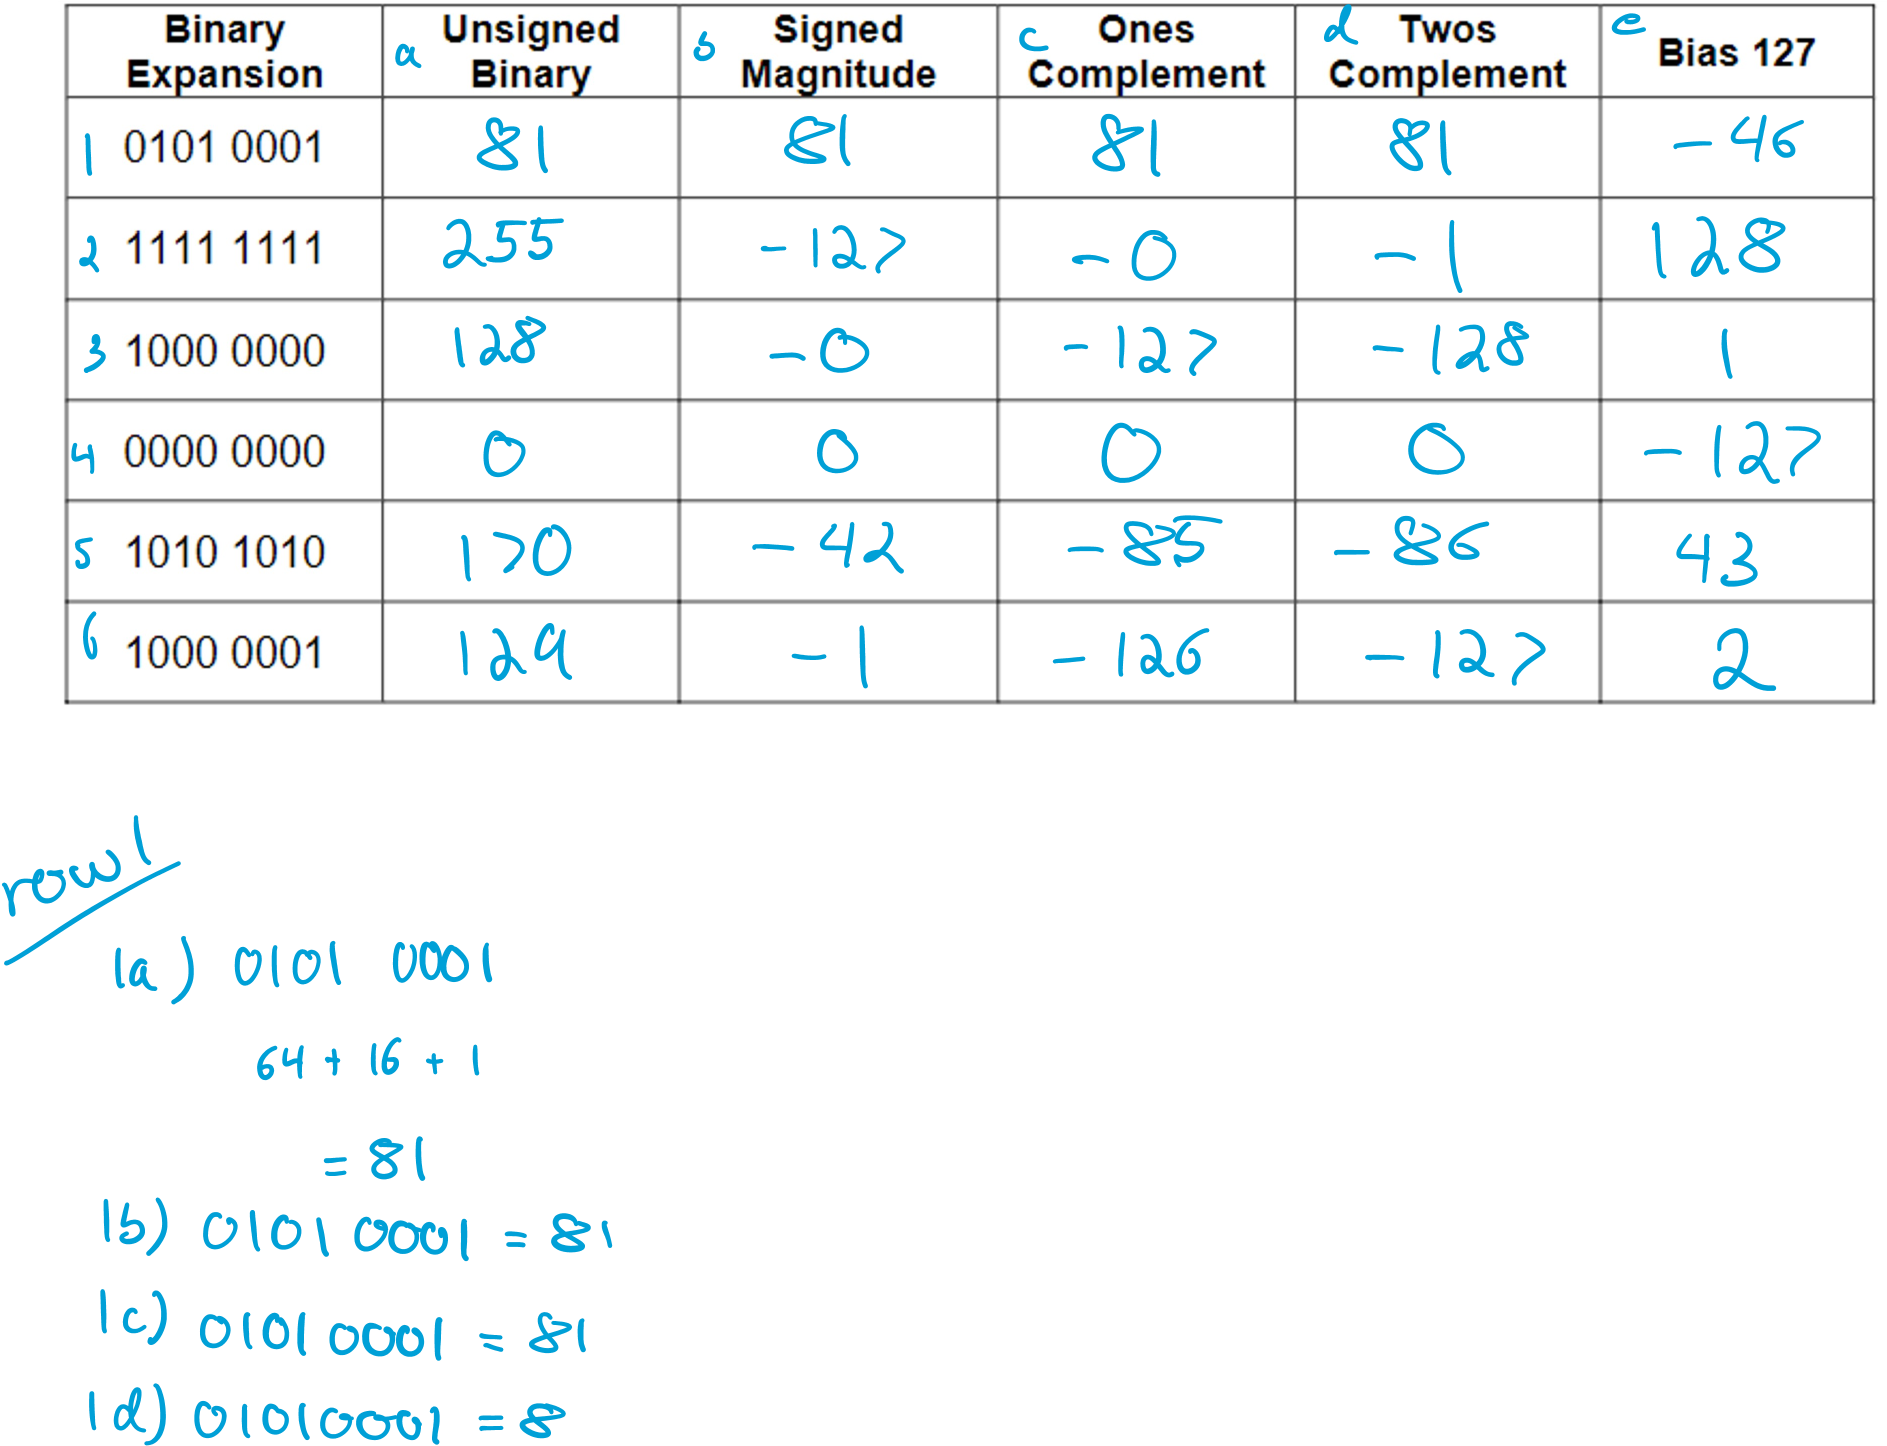 Binary Expansion a Unsigned Binary b Signed Magnitude c Ones Complement d Twos Complement e Bias 127
1 0101 0001 81 81 81 81 -46
2 1111 1111 255 -127 -0 -1 128
3 1000 0000 128 -0 -127 -128 1
4 0000 0000 0 0 0 0 -127
5 1010 1010 170 -42 -85 -86 43
6 1000 0001 129 -1 -126 -127 2
row 1
1a) 0101 0001
64 + 16 + 1
= 81
1b) 0101 0001 = 81
1c) 0101 0001 = 81
1d) 01010001 = 8